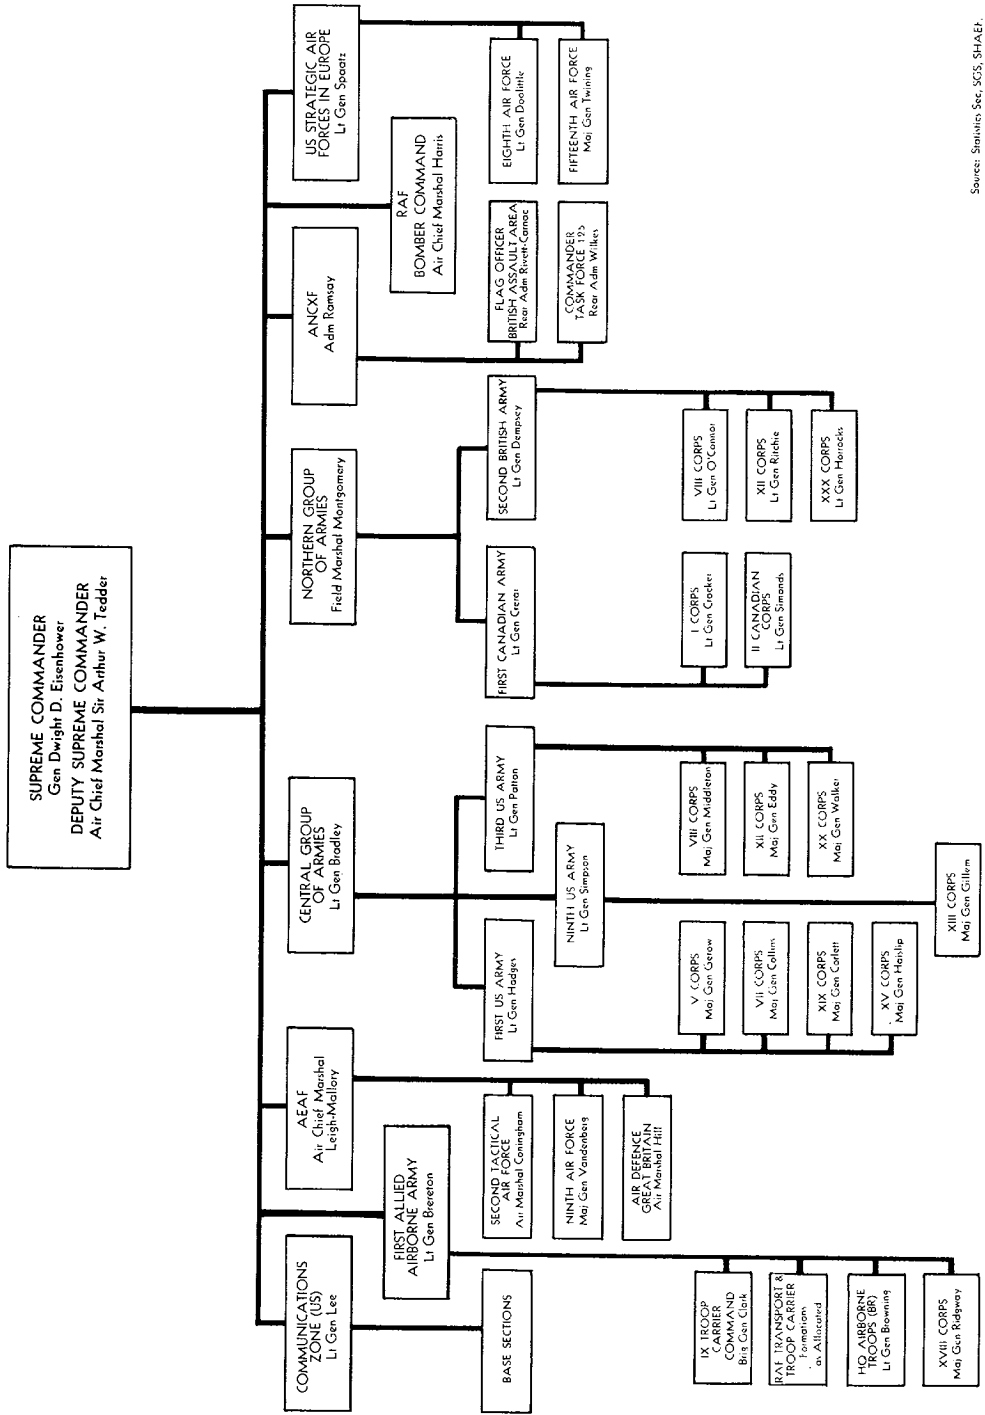 SUPREME COMMANDER
Gen Dwight D. Eisenhower
DEPUTY SUPREME COMMANDER
Air Chief Marshal Sir Arthur W. Tedder
COMMUNICATIONS
ZONE (US)
Lt Gen Lee
FIRST ALLIED
AIRBORNE ARMY
Lt Gen Brereton
AEAF
Air Chief Marshal
Leigh-Mallory
CENTRAL GROUP
OF ARMIES
Lt Gen Bradley
NORTHERN GROUP
OF ARMIES
Field Marshal Montgomery
ANCXF
Adm Ramsay
RAF
BOMBER COMMAND
Air Chief Marshal Harris
US STRATEGIC AIR
FORCES IN EUROPE
Lt Gen Spaatz
BASE SECTIONS
IX TROOP
CARRIER
COMMAND
Brig Gen Clark
RAF TRANSPORT &
TROOP CARRIER
Formations
as Allocated
HQ AIRBORNE
TROOPS (BR)
Lt Gen Browning
XVIII CORPS
Maj Gen Ridgway
SECOND TACTICAL
AIR FORCE
Air Marshal Coningham
NINTH AIR FORCE
Maj Gen Vandenberg
AIR DEFENCE
GREAT BRITAIN
Air Marshal Hill
FIRST US ARMY
Lt Gen Hodges
V CORPS
Maj Gen Gerow
VII CORPS
Maj Gen Collins
XIX CORPS
Maj Gen Corlett
XV CORPS
Maj Gen Haislip
NINTH US ARMY
Lt Gen Simpson
XIII CORPS
Maj Gen Gillem
THIRD US ARMY
Lt Gen Patton
VIII CORPS
Maj Gen Middleton
XII CORPS
Maj Gen Eddy
XX CORPS
Maj Gen Walker
FIRST CANADIAN ARMY
Lt Gen Crerar
I CORPS
Lt Gen Crocker
II CANADIAN
CORPS
Lt Gen Simonds
SECOND BRITISH ARMY
Lt Gen Dempsey
VIII CORPS
Lt Gen O'Connor
XII CORPS
Lt Gen Ritchie
XXX CORPS
Lt Gen Horrocks
FLAG OFFICER
BRITISH ASSAULT AREA
Rear Adm Rivett-Carnac
COMMANDER
TASK FORCE 125
Rear Adm Wilkes
EIGHTH AIR FORCE
Lt Gen Doolittle
FIFTEENTH AIR FORCE
Maj Gen Twining
Source: Statistics Sec, SGS, SHAEF.